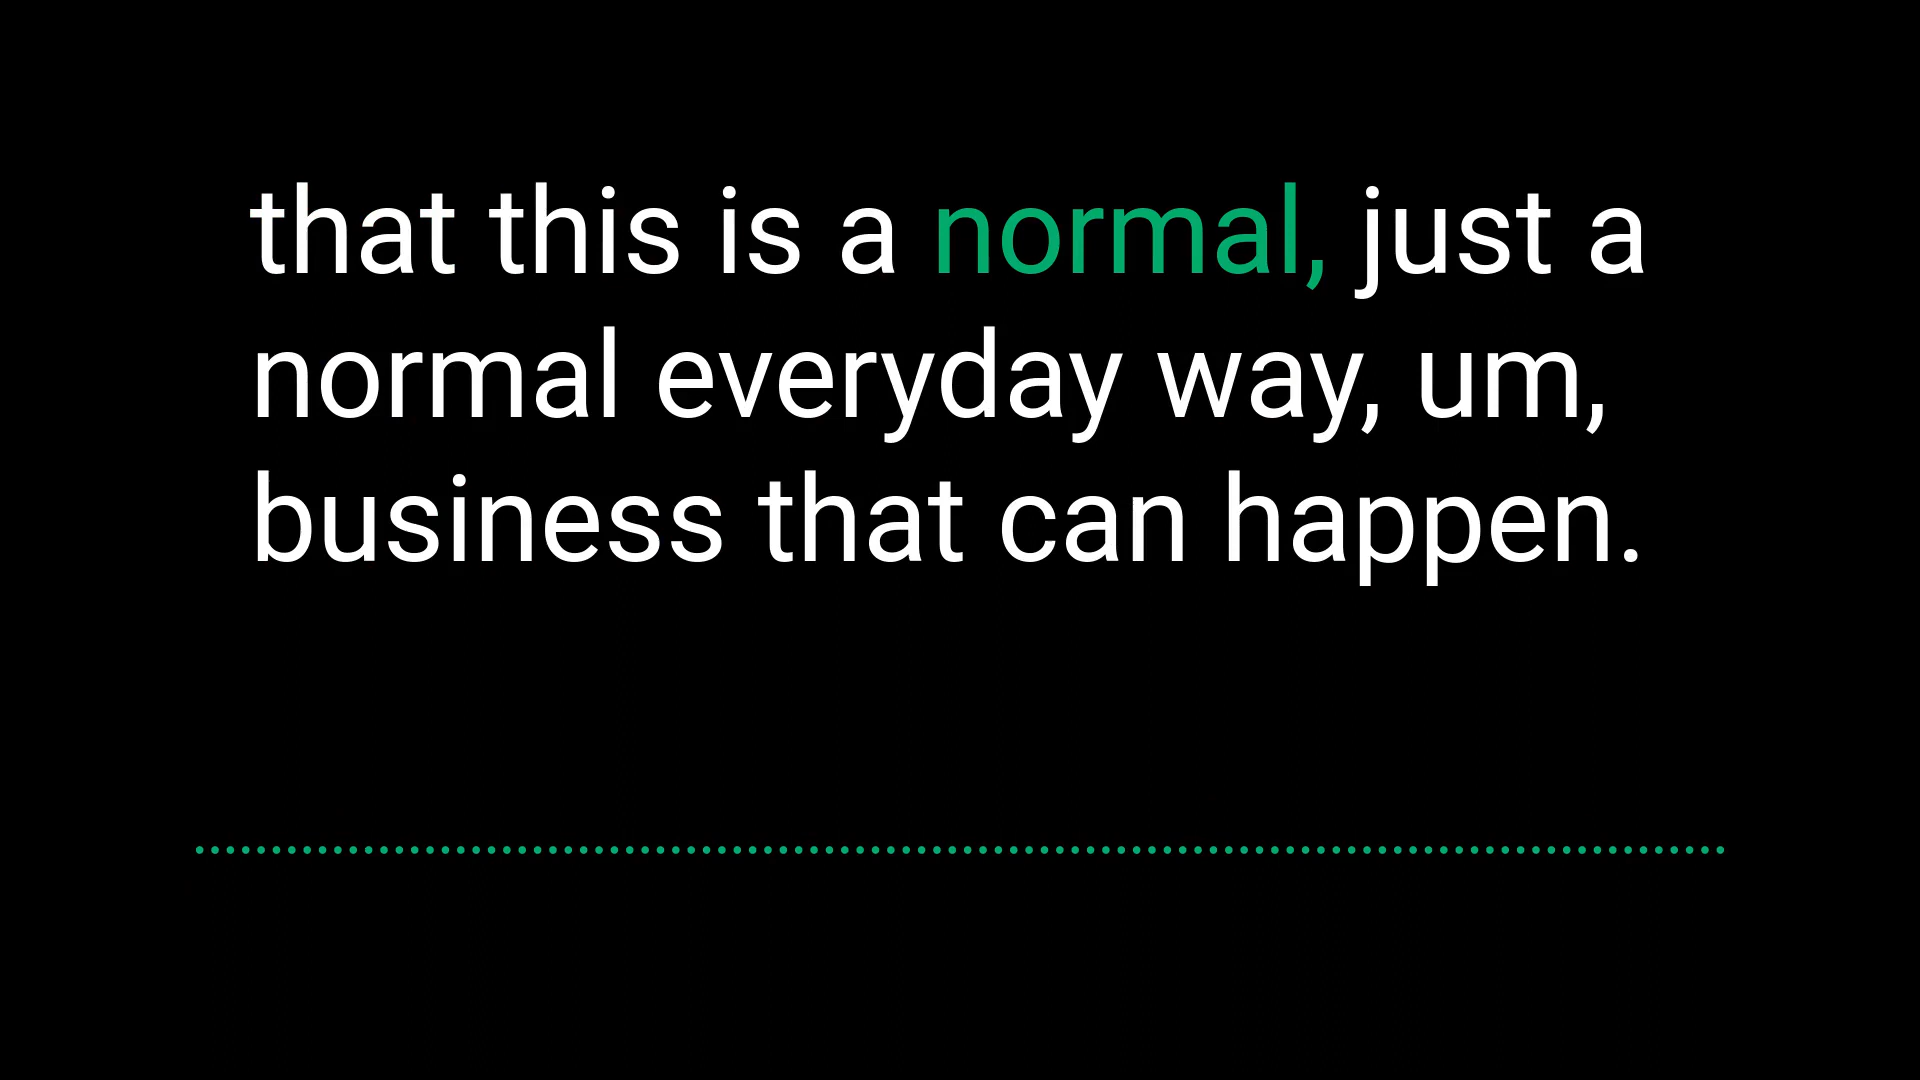 that this is a normal, just a
normal everyday way, um,
business that can happen.